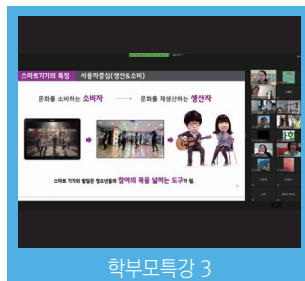 스마트기기의 특징 사용자중심(생산&소비)
문화를 소비하는 소비자 → 문화를 재생산하는 생산자
스마트 기기의 발달은 청소년들의 참여의 폭을 넓히는 도구가 됨.
학부모특강 3